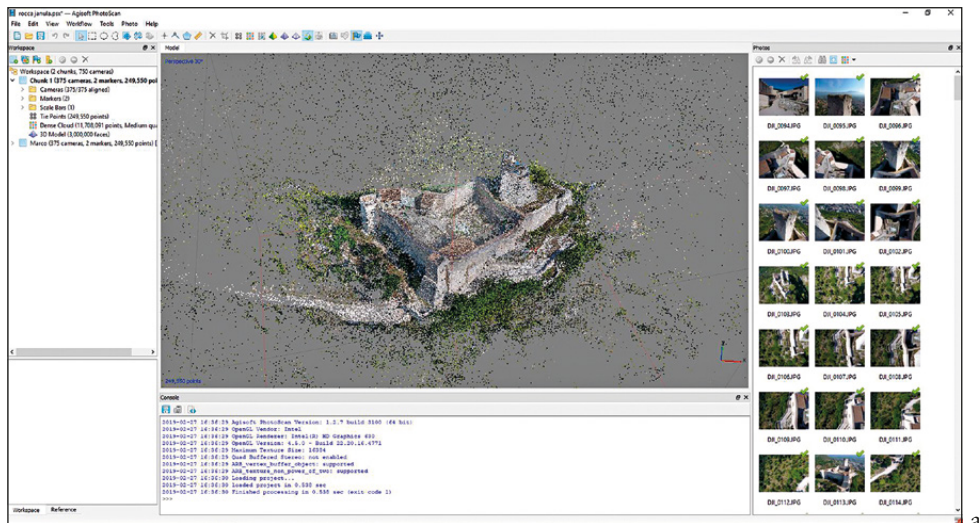 rocca janula.psx* — Agisoft PhotoScan
File Edit View Workflow Tools Photo Help
Workspace
Model
Photos
Workspace (2 chunks, 750 cameras)
Chunk 1 (375 cameras, 2 markers, 249,550 poi
Cameras (375/375 aligned)
Markers (2)
Scale Bars (1)
Tie Points (249,550 points)
Dense Cloud (11,708,091 points, Medium qua
3D Model (3,000,000 faces)
Marco (375 cameras, 2 markers, 249,550 points) [
Perspective 30°
249,550 points
DJI_0094.JPG DJI_0095.JPG DJI_0096.JPG
DJI_0097.JPG DJI_0098.JPG DJI_0099.JPG
DJI_0100.JPG DJI_0101.JPG DJI_0102.JPG
DJI_0103.JPG DJI_0104.JPG DJI_0105.JPG
DJI_0106.JPG DJI_0107.JPG DJI_0108.JPG
DJI_0109.JPG DJI_0110.JPG DJI_0111.JPG
DJI_0112.JPG DJI_0113.JPG DJI_0114.JPG
Console
2019-02-27 16:36:29 Agisoft PhotoScan Version: 1.2.7 build 3100 (64 bit)
2019-02-27 16:36:29 OpenGL Vendor: Intel
2019-02-27 16:36:29 OpenGL Renderer: Intel(R) HD Graphics 630
2019-02-27 16:36:29 OpenGL Version: 4.5.0 - Build 22.20.16.4771
2019-02-27 16:36:29 Maximum Texture Size: 16384
2019-02-27 16:36:29 Quad Buffered Stereo: not enabled
2019-02-27 16:36:29 ARB_vertex_buffer_object: supported
2019-02-27 16:36:29 ARB_texture_non_power_of_two: supported
2019-02-27 16:36:30 Loading project...
2019-02-27 16:36:30 loaded project in 0.538 sec
2019-02-27 16:36:30 Finished processing in 0.538 sec (exit code 1)
>>>
Workspace Reference
a